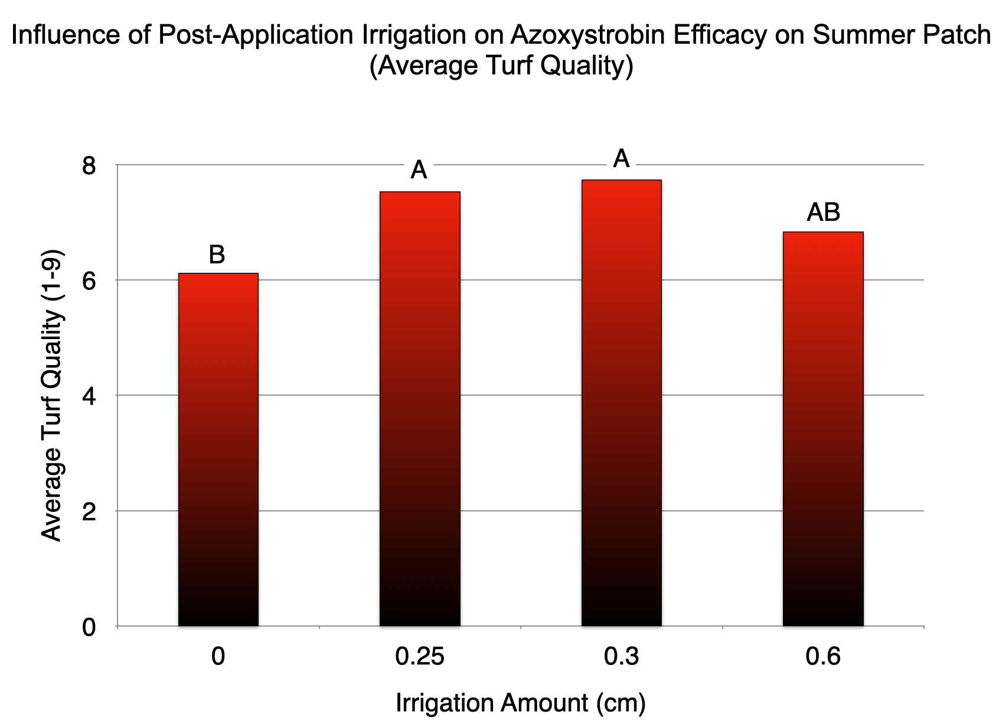 Influence of Post-Application Irrigation on Azoxystrobin Efficacy on Summer Patch
(Average Turf Quality)
Average Turf Quality (1-9)
8
6
4
2
0
B
A
A
AB
0
0.25
0.3
0.6
Irrigation Amount (cm)